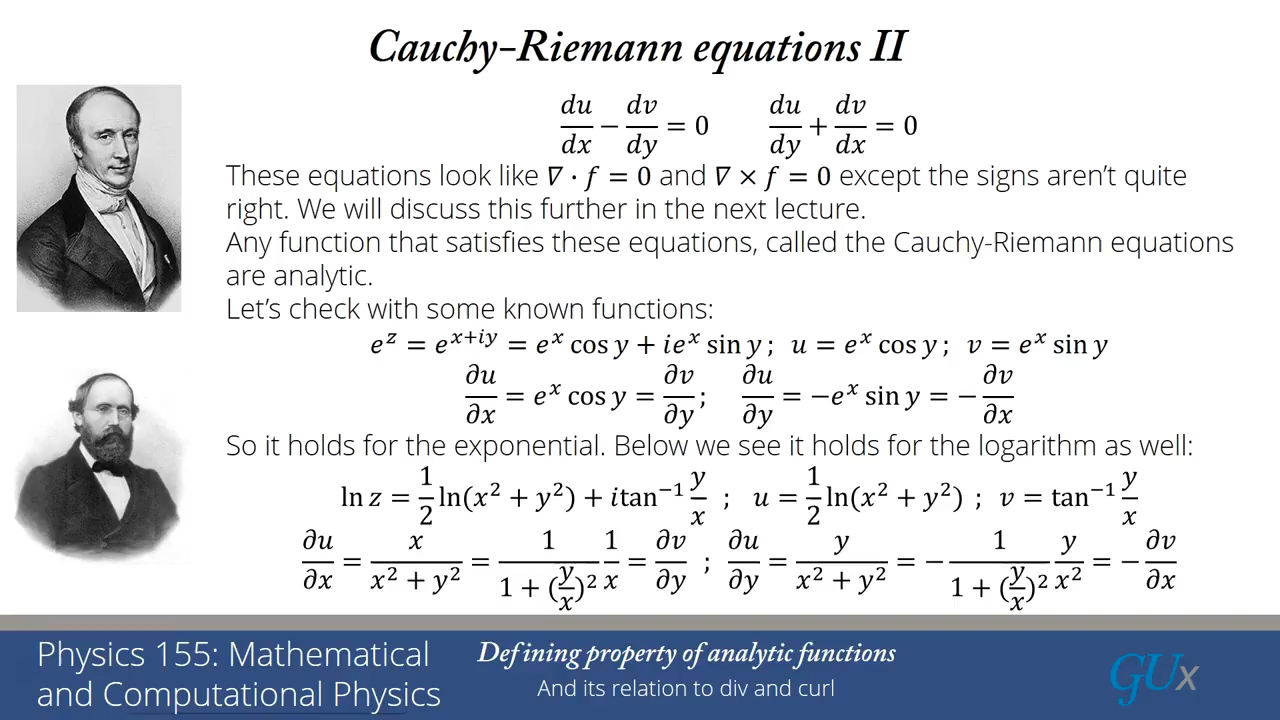 Cauchy-Riemann equations II
du/dx − dv/dy = 0 du/dy + dv/dx = 0
These equations look like ∇ · f = 0 and ∇ × f = 0 except the signs aren't quite
right. We will discuss this further in the next lecture.
Any function that satisfies these equations, called the Cauchy-Riemann equations
are analytic.
Let's check with some known functions:
e^z = e^{x+iy} = e^x cos y + ie^x sin y ; u = e^x cos y ; v = e^x sin y
∂u/∂x = e^x cos y = ∂v/∂y ; ∂u/∂y = −e^x sin y = −∂v/∂x
So it holds for the exponential. Below we see it holds for the logarithm as well:
ln z = 1/2 ln(x² + y²) + i tan⁻¹ y/x ; u = 1/2 ln(x² + y²) ; v = tan⁻¹ y/x
∂u/∂x = x/(x² + y²) = 1/(1 + (y/x)²) 1/x = ∂v/∂y ; ∂u/∂y = y/(x² + y²) = − 1/(1 + (y/x)²) y/x² = −∂v/∂x
Physics 155: Mathematical
and Computational Physics
Defining property of analytic functions
And its relation to div and curl
GUx